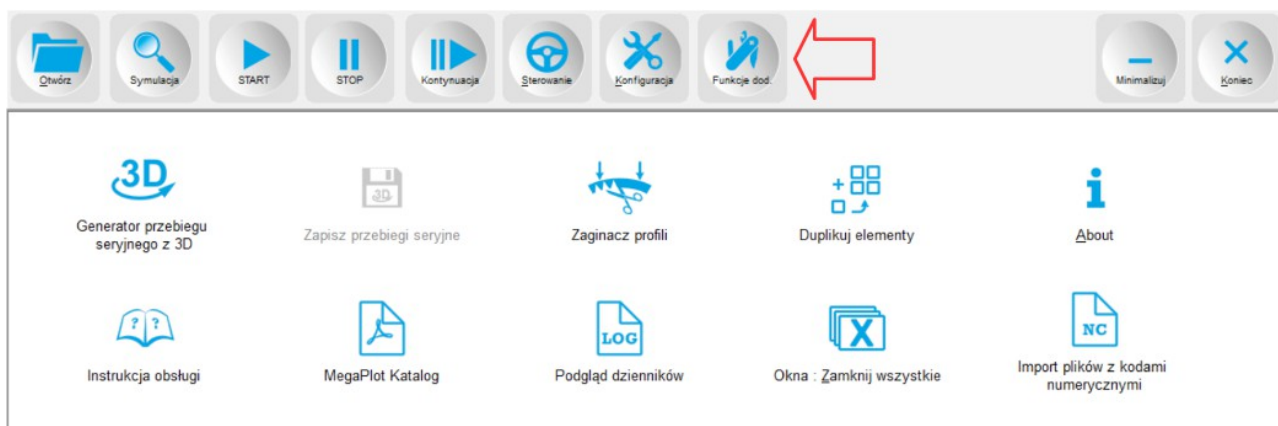 Otwórz
Symulacja
START
STOP
Kontynuacja
Sterowanie
Konfiguracja
Funkcje dod.
Minimalizuj
Koniec
3D
Generator przebiegu
seryjnego z 3D
3D
Zapisz przebiegi seryjne
Zaginacz profili
Duplikuj elementy
i
About
? ?
Instrukcja obsługi
MegaPlot Katalog
LOG
Podgląd dzienników
X
Okna : Zamknij wszystkie
NC
Import plików z kodami
numerycznymi